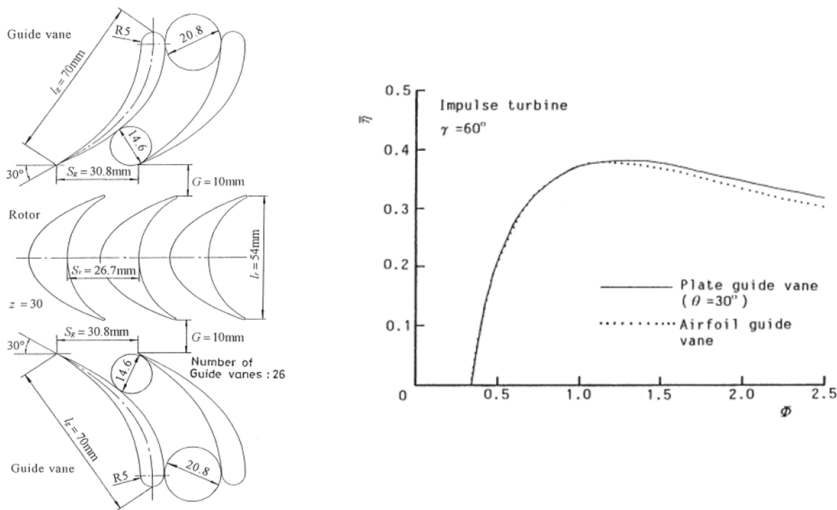 Guide vane
R5
20.8
l_g = 70mm
14.6
30°
S_g = 30.8mm
G = 10mm
Rotor
S_r = 26.7mm
l_r = 54mm
z = 30
S_g = 30.8mm
G = 10mm
30°
14.6
Number of
Guide vanes : 26
l_g = 70mm
Guide vane
R5
20.8
0.5
η̄
Impulse turbine
γ =60°
0.4
0.3
0.2
Plate guide vane
(θ =30°)
0.1
Airfoil guide
vane
0
0.5
1.0
1.5
2.0
2.5
Φ